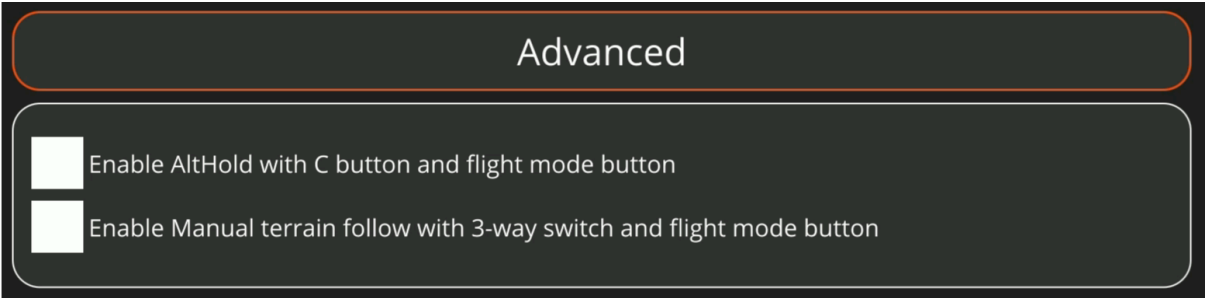 Advanced
Enable AltHold with C button and flight mode button
Enable Manual terrain follow with 3-way switch and flight mode button